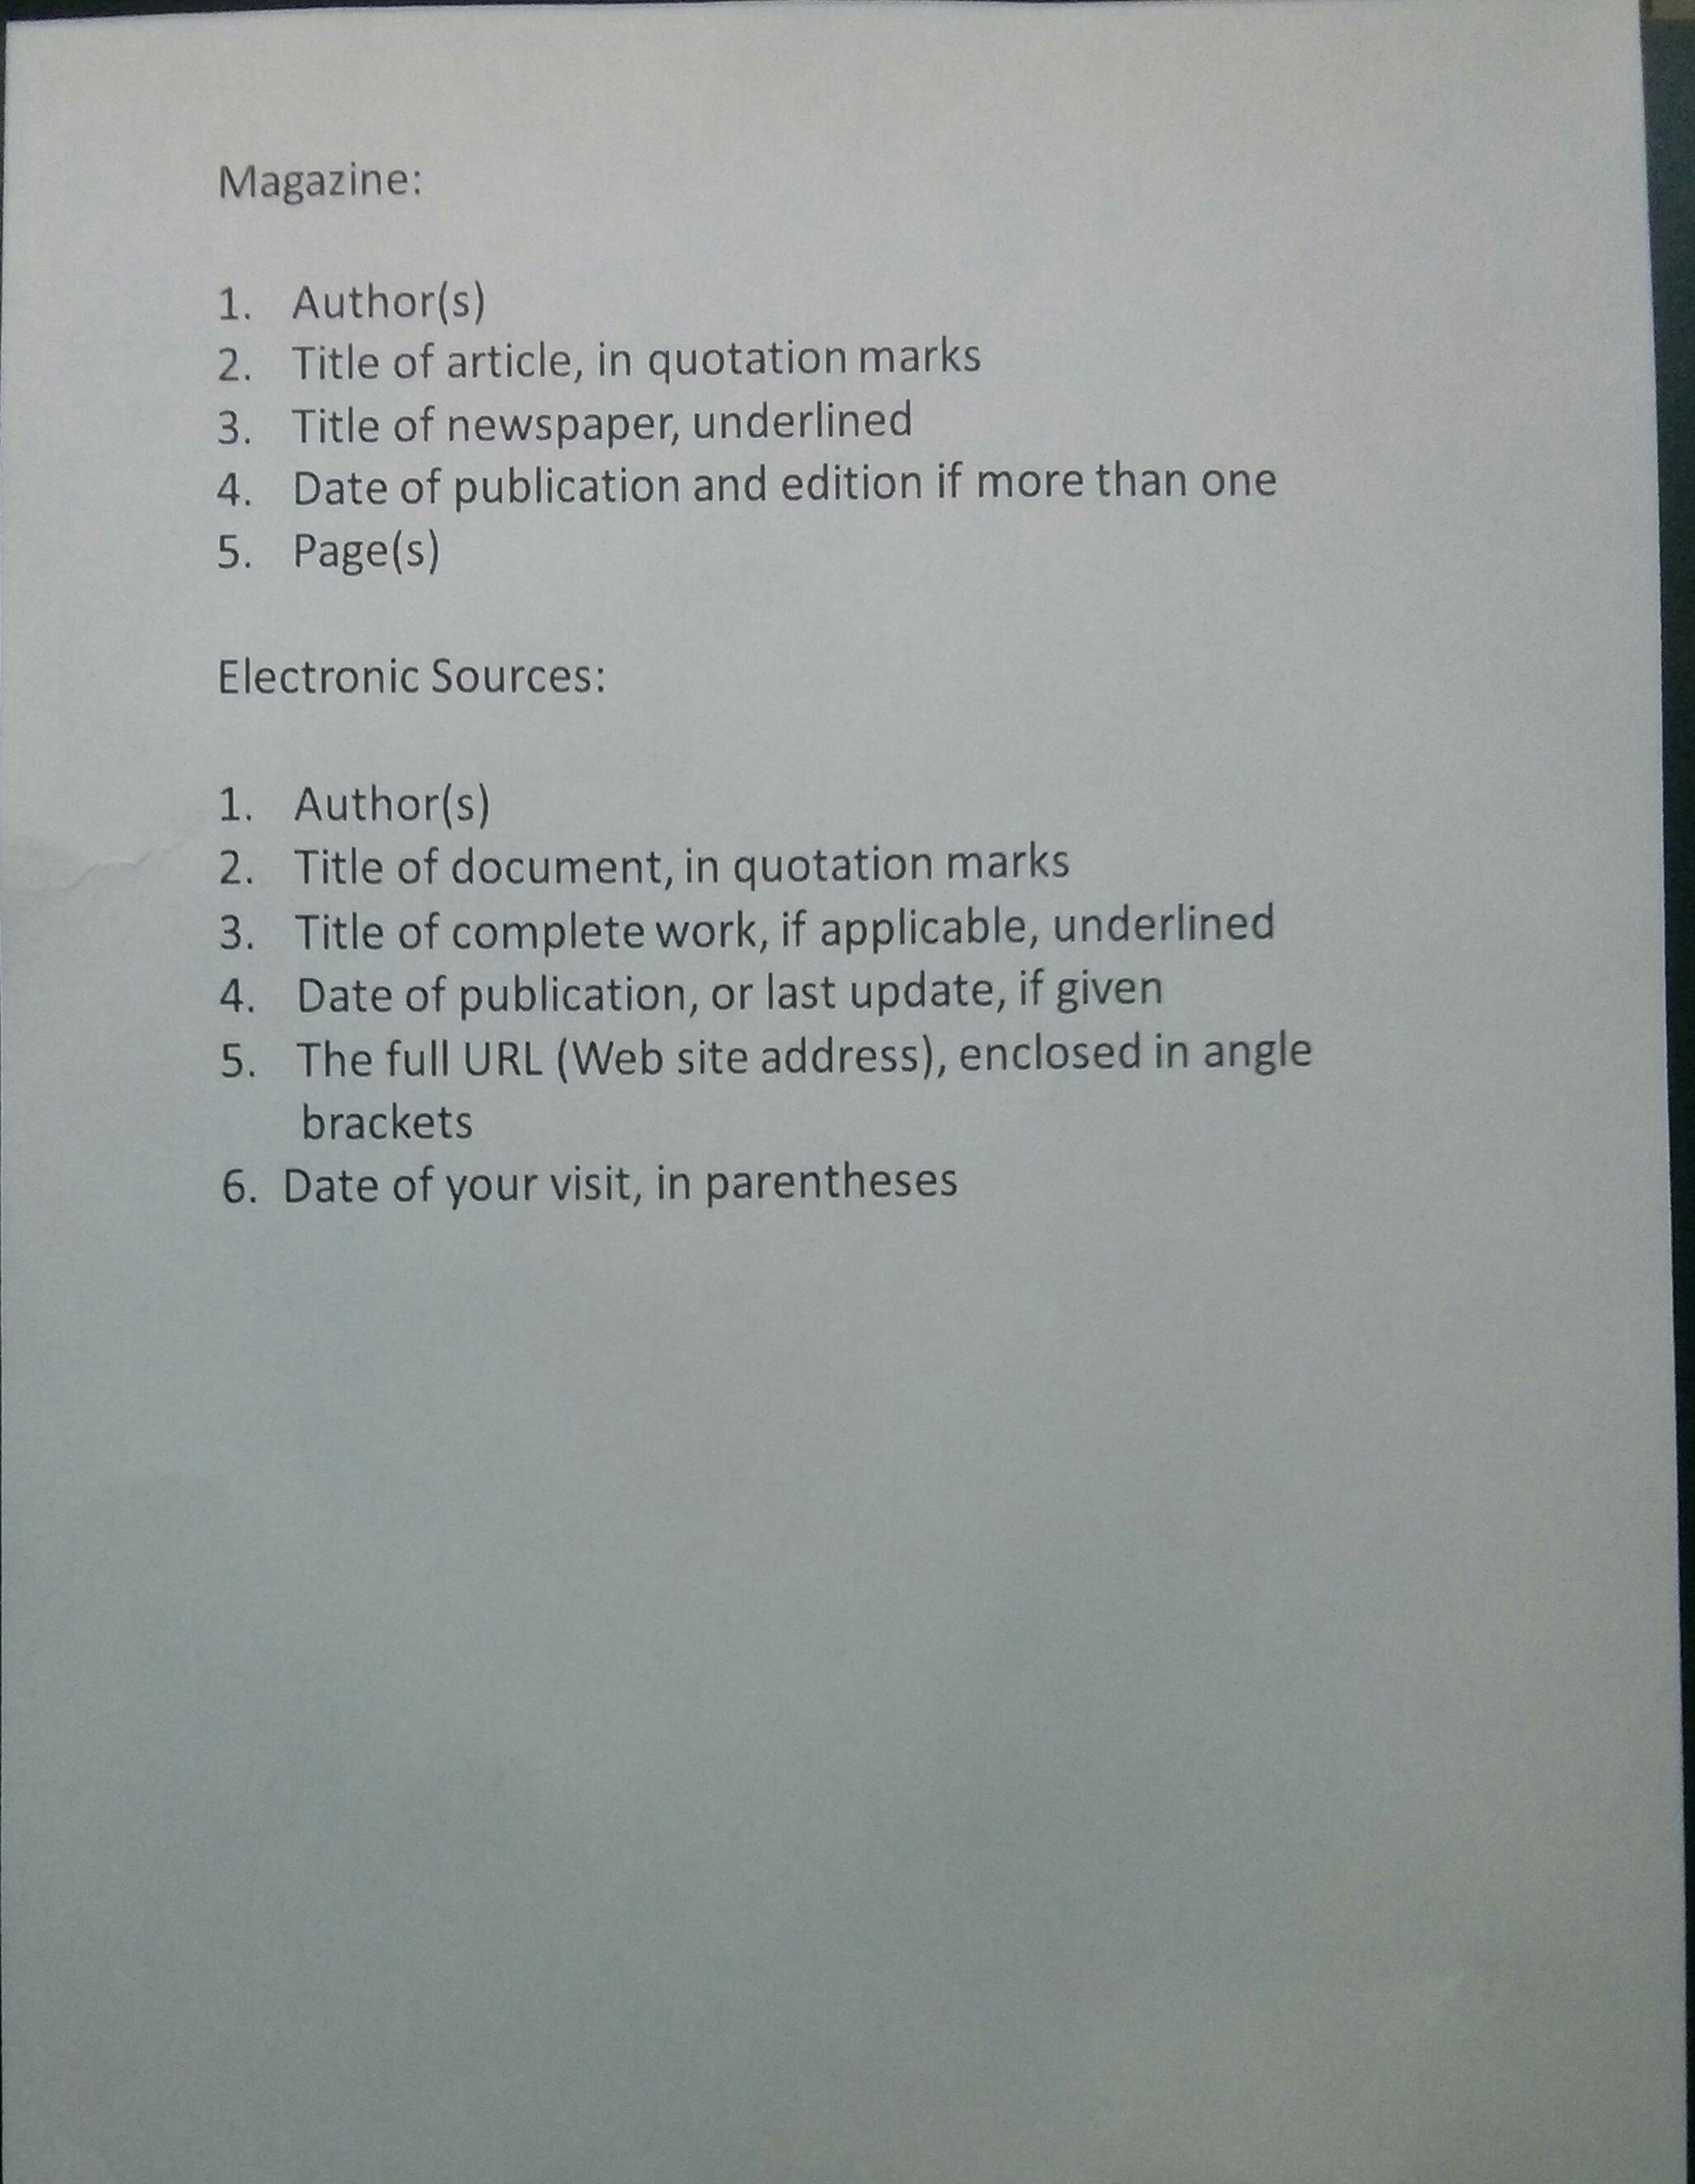 Magazine:
1. Author(s)
2. Title of article, in quotation marks
3. Title of newspaper, underlined
4. Date of publication and edition if more than one
5. Page(s)
Electronic Sources:
1. Author(s)
2. Title of document, in quotation marks
3. Title of complete work, if applicable, underlined
4. Date of publication, or last update, if given
5. The full URL (Web site address), enclosed in angle
brackets
6. Date of your visit, in parentheses